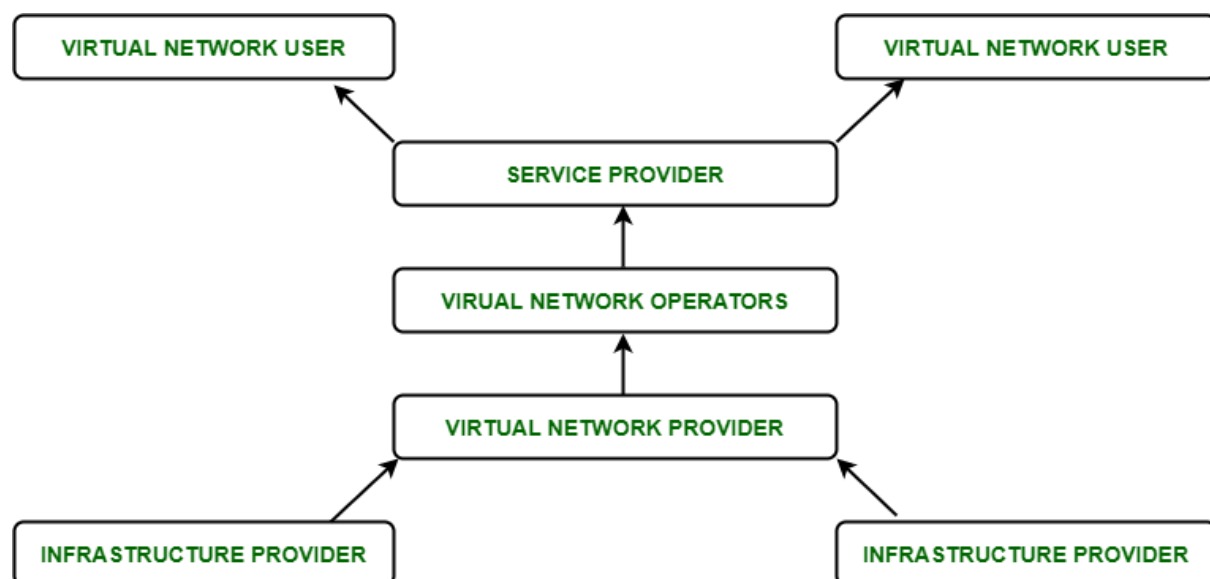 VIRTUAL NETWORK USER
VIRTUAL NETWORK USER
SERVICE PROVIDER
VIRUAL NETWORK OPERATORS
VIRTUAL NETWORK PROVIDER
INFRASTRUCTURE PROVIDER
INFRASTRUCTURE PROVIDER